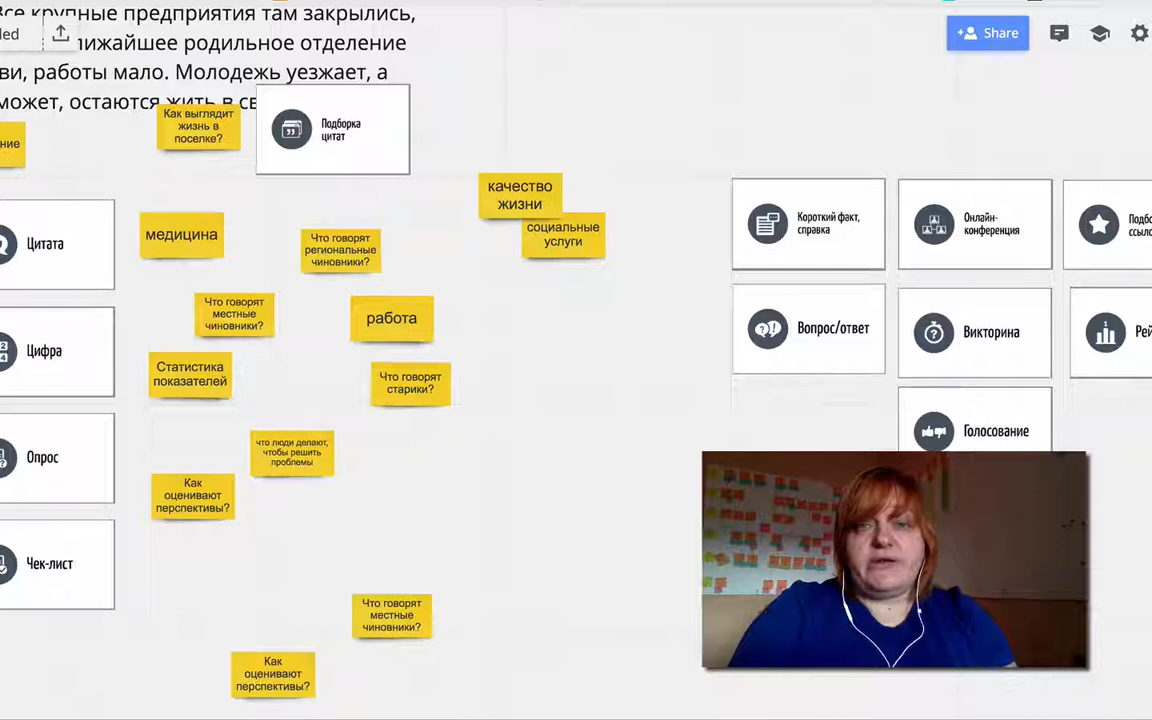 Все крупные предприятия там закрылись,
ближайшее родильное отделение
работы мало. Молодежь уезжает, а
может, остаются жить в
Share
Как выглядит
жизнь в
поселке?
Подборка
цитат
качество
жизни
социальные
услуги
медицина
Что говорят
региональные
чиновники?
Цитата
Короткий факт,
справка
Онлайн-
конференция
Что говорят
местные
чиновники?
работа
Цифра
Вопрос/ответ
Викторина
Статистика
показателей
Что говорят
старики?
Опрос
что люди делают,
чтобы решить
проблемы
Голосование
Как
оценивают
перспективы?
Чек-лист
Что говорят
местные
чиновники?
Как
оценивают
перспективы?